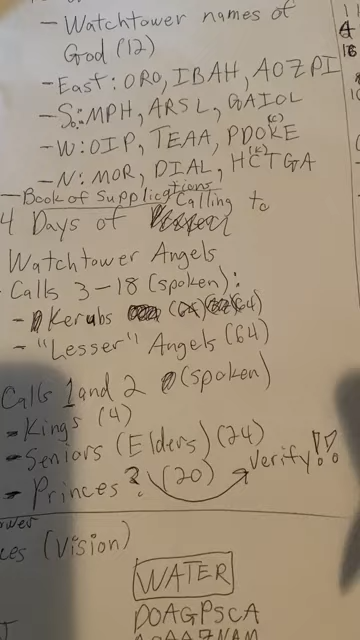 - Watchtower names of
God (12)
- East: ORO, IBAH, AOZPI
- S: MPH, ARSL, GAIOL
(C)
- W: OIP, TEAA, PDOKE
(K)
- N: MOR, DIAL, HCTGA
- Book of Supplications
Calling to
4 Days of
Watchtower Angels
Calls 3-18 (spoken):
- Kerubs (64)
- "Lesser" Angels (64)
Calls 1 and 2 (spoken)
- Kings (4)
- Seniors (Elders) (24)
Verify!!
- Princes? (20)
ces (Vision)
WATER
DOAGPSCA